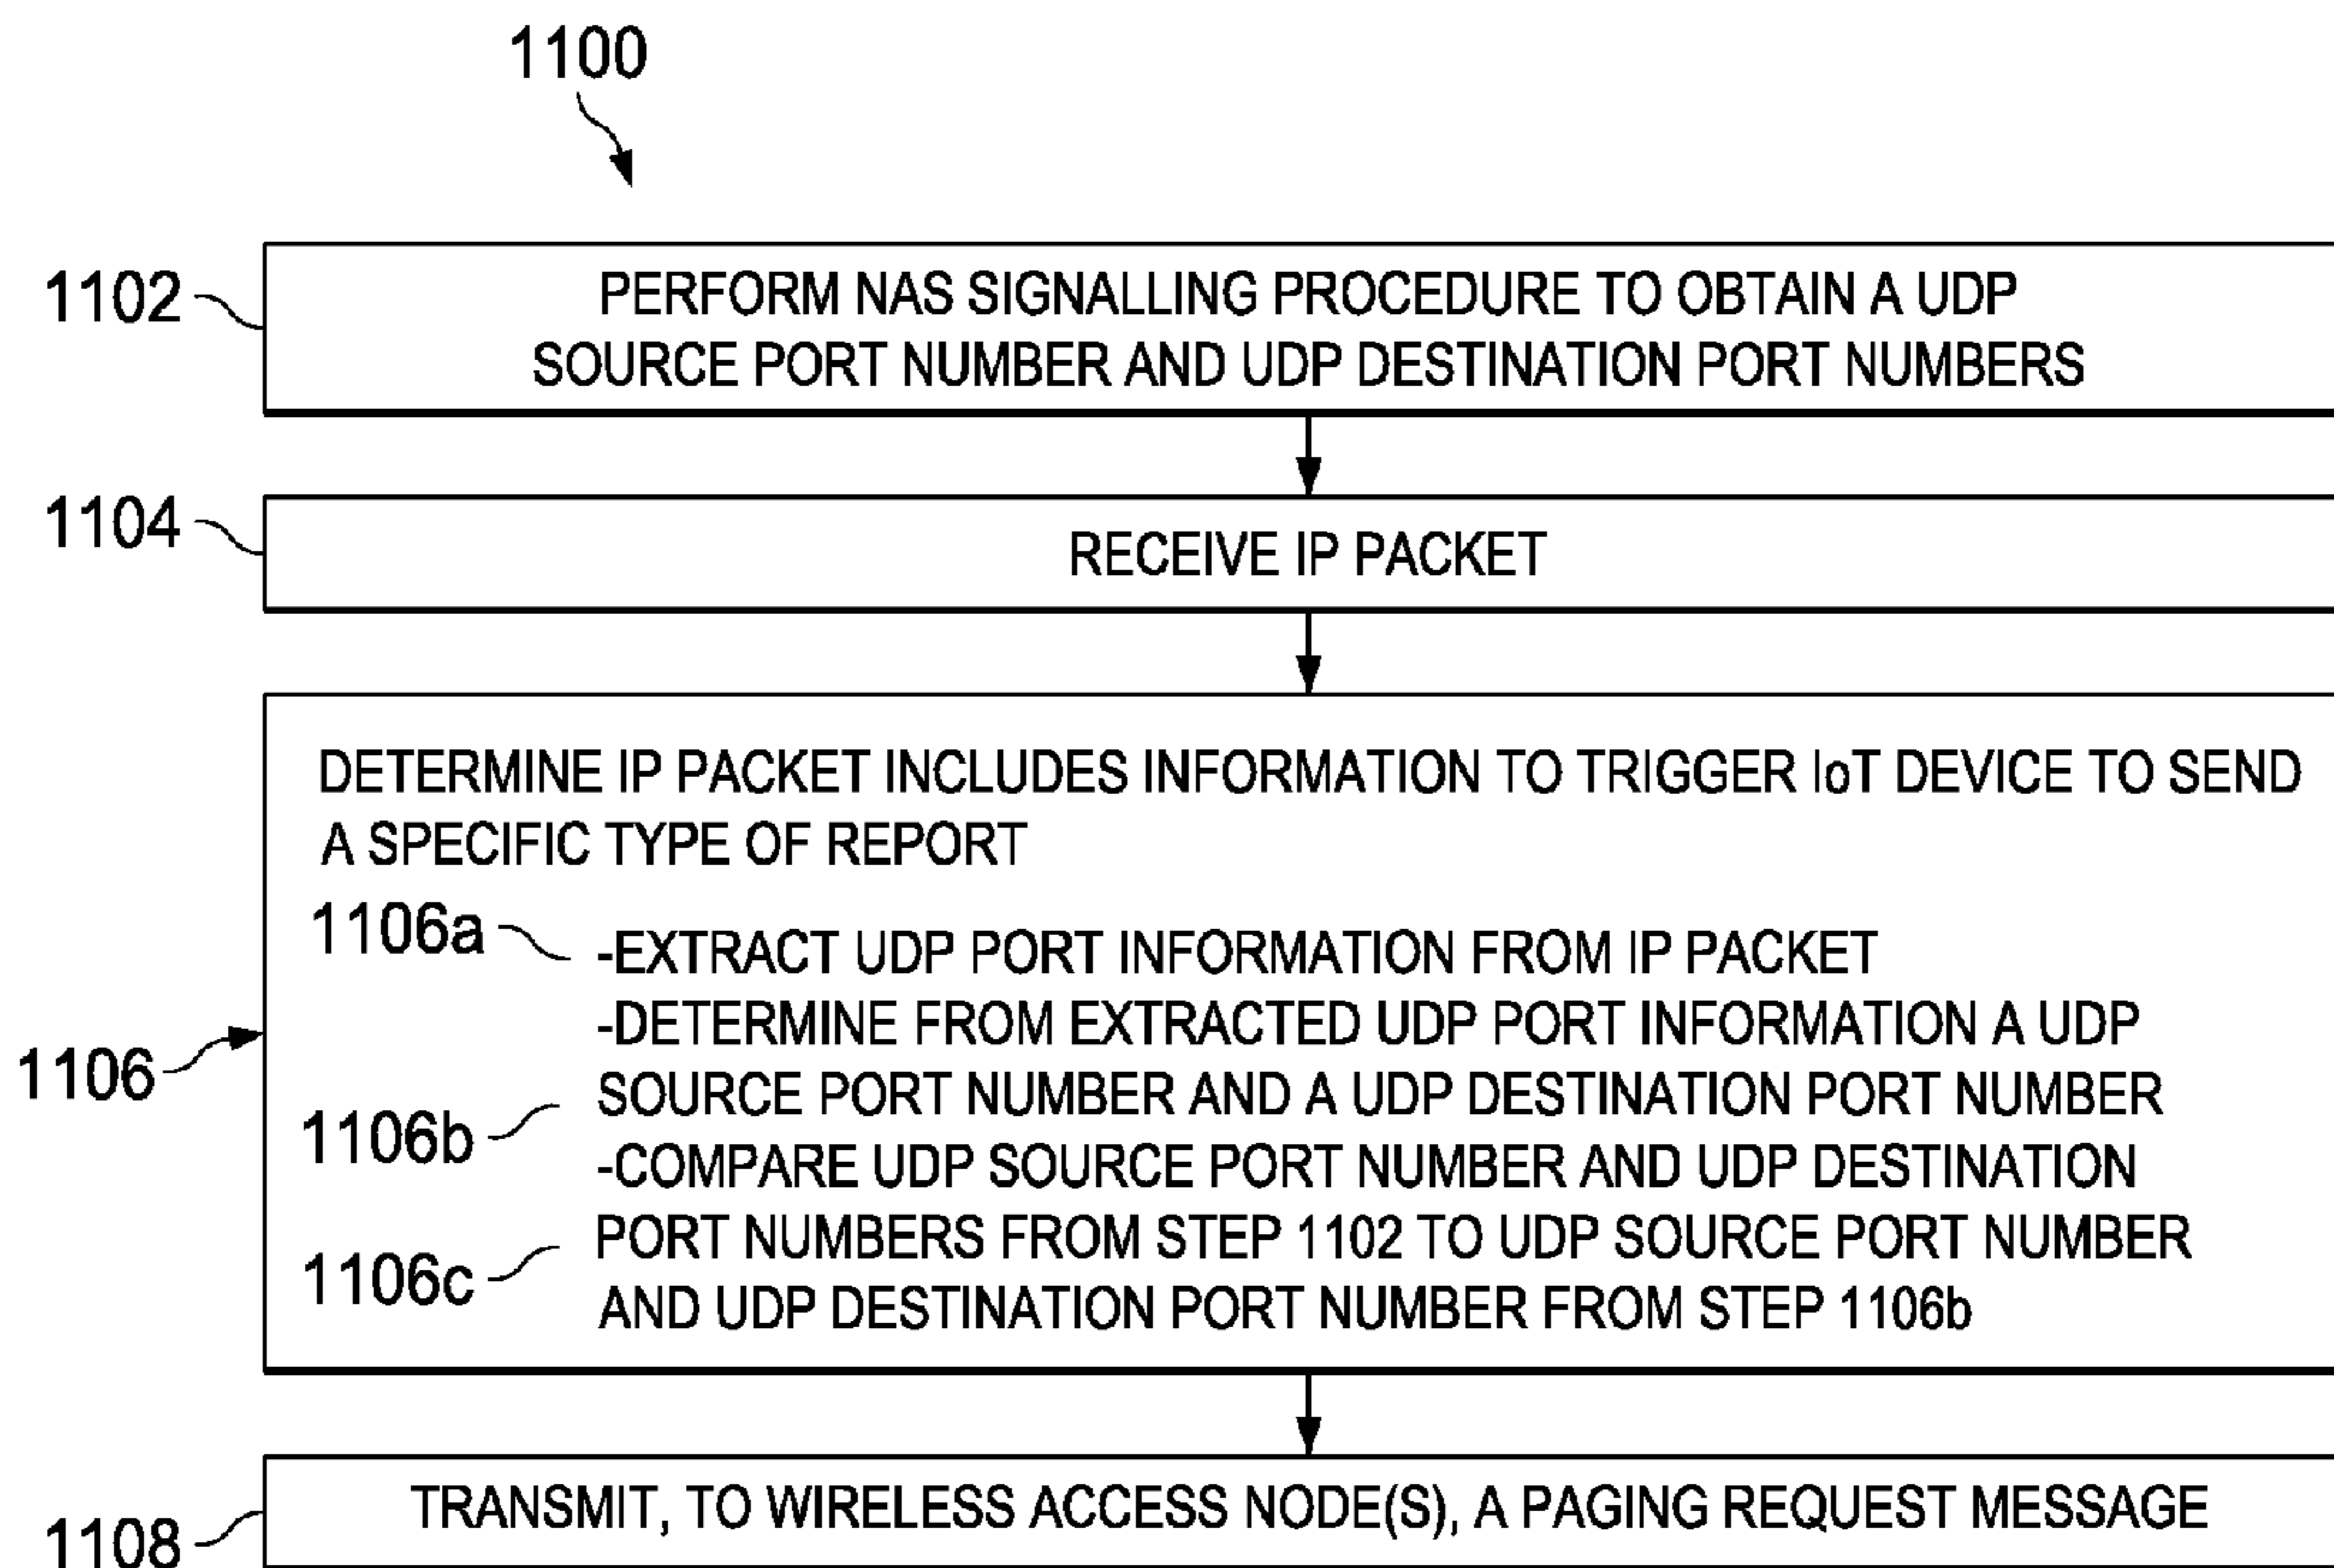 1100
1102
PERFORM NAS SIGNALLING PROCEDURE TO OBTAIN A UDP
SOURCE PORT NUMBER AND UDP DESTINATION PORT NUMBERS
1104
RECEIVE IP PACKET
1106
DETERMINE IP PACKET INCLUDES INFORMATION TO TRIGGER IoT DEVICE TO SEND
A SPECIFIC TYPE OF REPORT
1106a
-EXTRACT UDP PORT INFORMATION FROM IP PACKET
-DETERMINE FROM EXTRACTED UDP PORT INFORMATION A UDP
SOURCE PORT NUMBER AND A UDP DESTINATION PORT NUMBER
1106b
-COMPARE UDP SOURCE PORT NUMBER AND UDP DESTINATION
PORT NUMBERS FROM STEP 1102 TO UDP SOURCE PORT NUMBER
1106c
AND UDP DESTINATION PORT NUMBER FROM STEP 1106b
1108
TRANSMIT, TO WIRELESS ACCESS NODE(S), A PAGING REQUEST MESSAGE